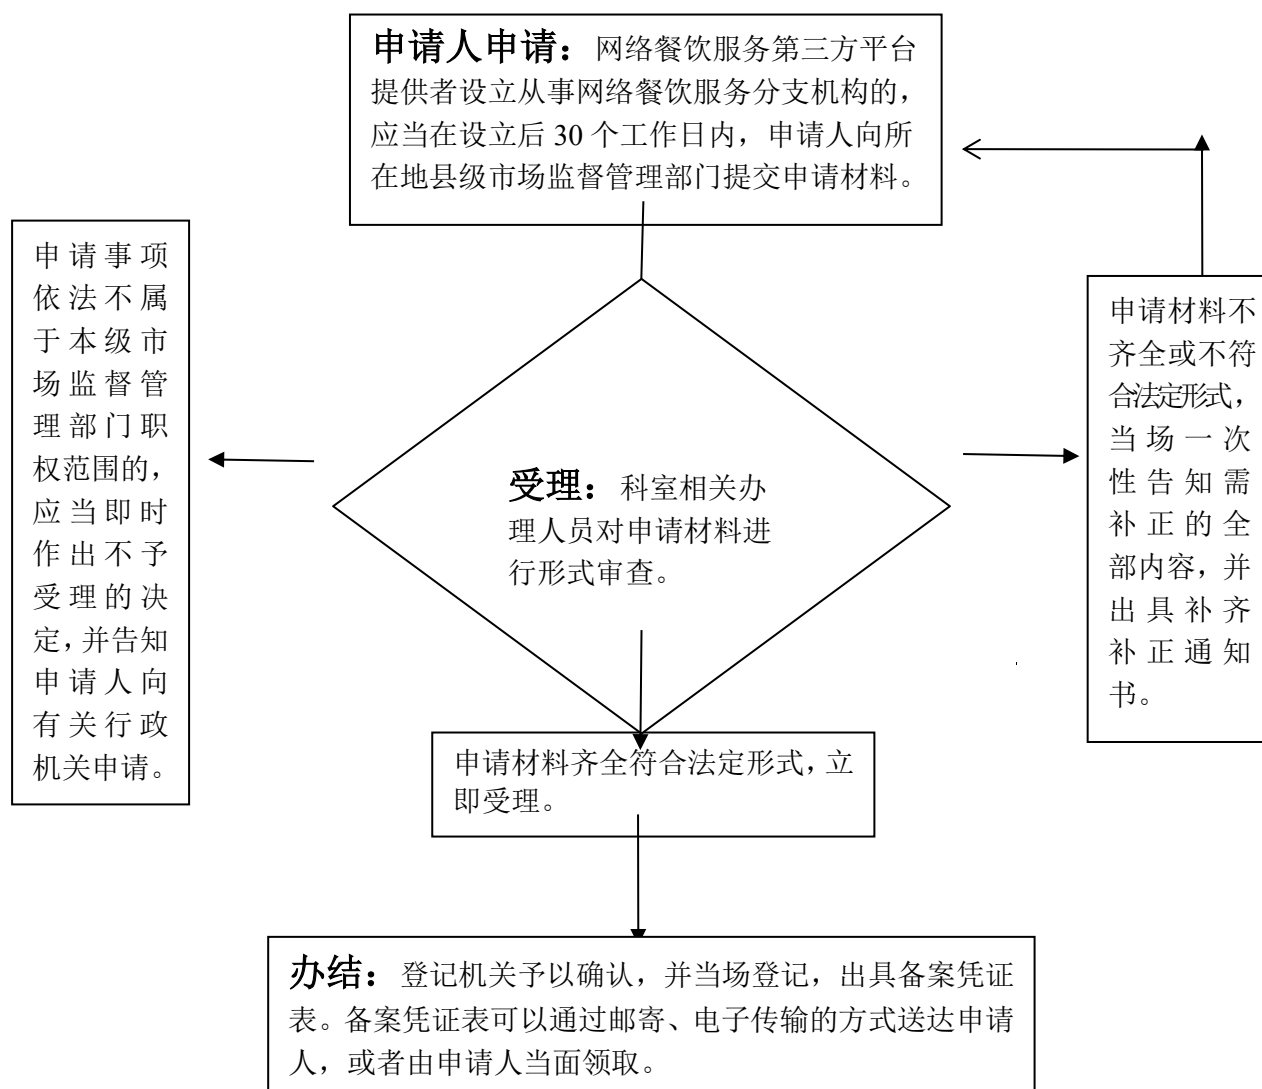 申请人申请：网络餐饮服务第三方平台
提供者设立从事网络餐饮服务分支机构的，
应当在设立后 30 个工作日内，申请人向所
在地县级市场监督管理部门提交申请材料。
申请事项
依法不属
于本级市
场监督管
理部门职
权范围的，
应当即时
作出不予
受理的决
定，并告知
申请人向
有关行政
机关申请。
受理：科室相关办
理人员对申请材料进
行形式审查。
申请材料不
齐全或不符
合法定形式，
当场一次
性告知需
补正的全
部内容，并
出具补齐
补正通知
书。
申请材料齐全符合法定形式，立
即受理。
办结：登记机关予以确认，并当场登记，出具备案凭证
表。备案凭证表可以通过邮寄、电子传输的方式送达申请
人，或者由申请人当面领取。